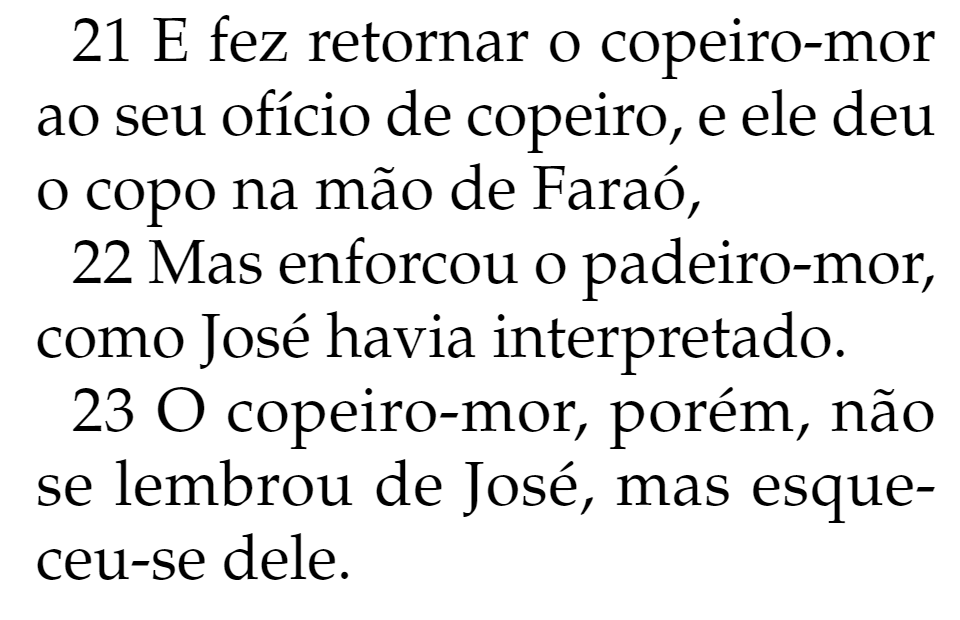 21 E fez retornar o copeiro-mor
ao seu ofício de copeiro, e ele deu
o copo na mão de Faraó,
22 Mas enforcou o padeiro-mor,
como José havia interpretado.
23 O copeiro-mor, porém, não
se lembrou de José, mas esque-
ceu-se dele.